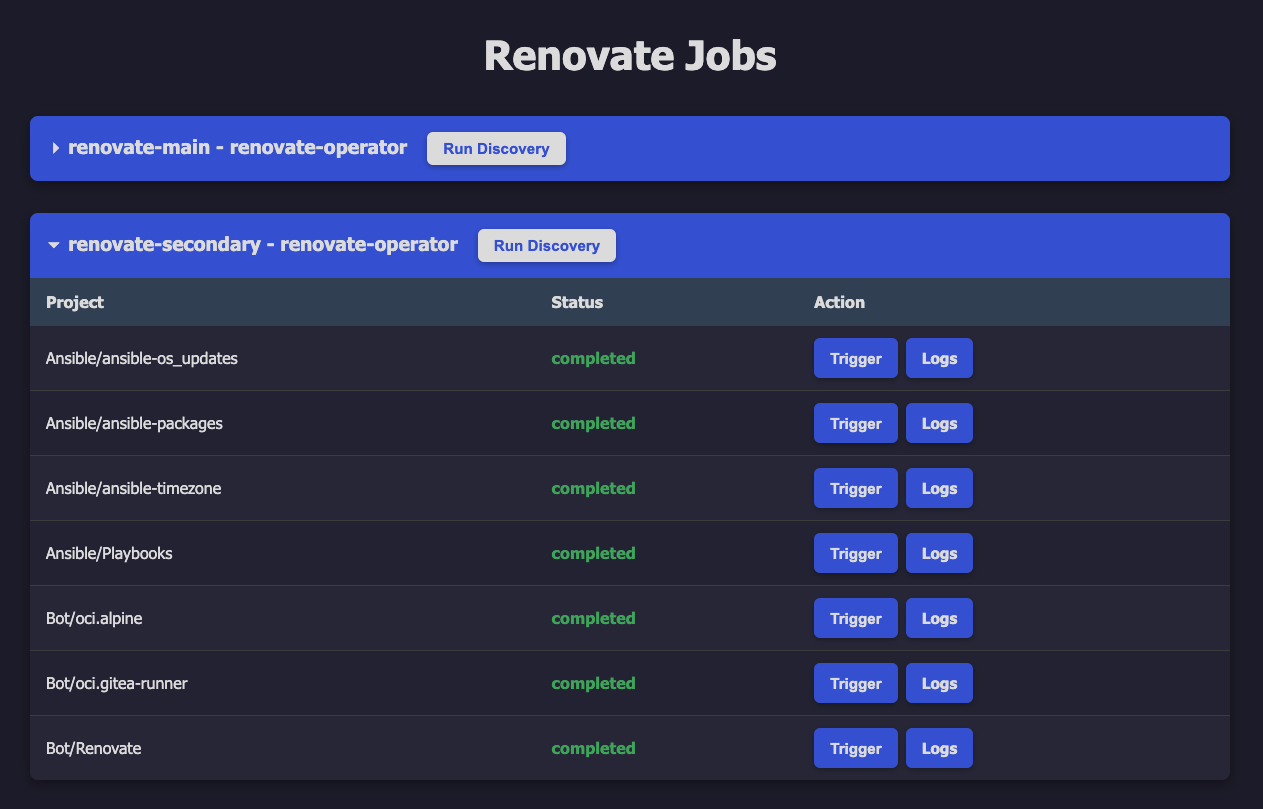 Renovate Jobs
renovate-main - renovate-operator Run Discovery
renovate-secondary - renovate-operator Run Discovery
Project Status Action
Ansible/ansible-os_updates completed Trigger Logs
Ansible/ansible-packages completed Trigger Logs
Ansible/ansible-timezone completed Trigger Logs
Ansible/Playbooks completed Trigger Logs
Bot/oci.alpine completed Trigger Logs
Bot/oci.gitea-runner completed Trigger Logs
Bot/Renovate completed Trigger Logs